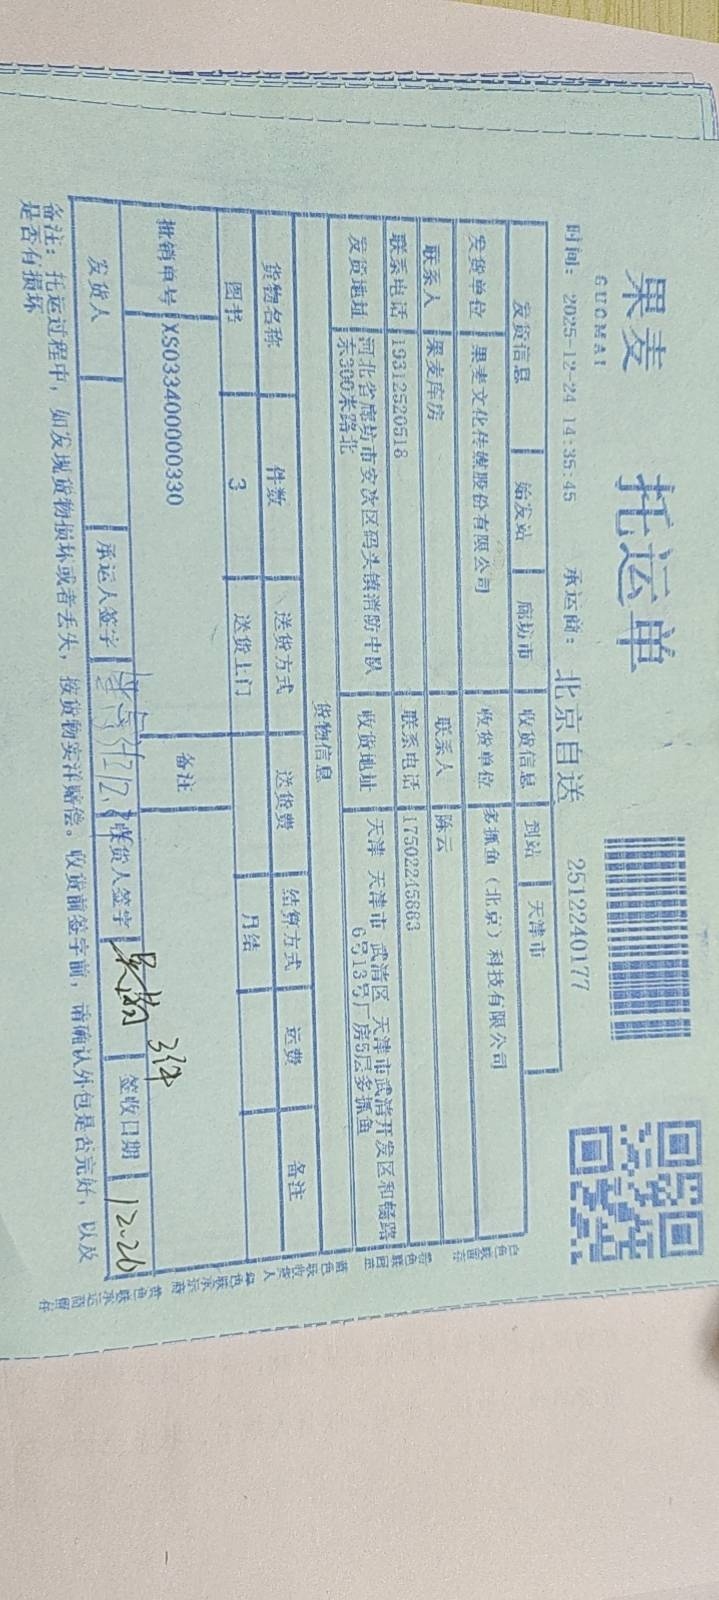 果麦 托运单
GUOMAI
2512240177
时间: 2025-12-24 14:35:45 承运商: 北京自送
发货信息 始发站 廊坊市 收货信息 到站 天津市
发货单位 果麦文化传媒股份有限公司 收货单位 多抓鱼（北京）科技有限公司
联系人 果麦库房 联系人 陈云
联系电话 19312520518 联系电话 17502245863
发货地址 河北省廊坊市安次区码头镇消防中队 收货地址 天津 天津市 武清区 天津市武清开发区和畅路
东300米路北 6号13号厂房5层多抓鱼
货物信息
货物名称 件数 送货方式 送货费 结算方式 运费 备注
图书 3 送货上门 月结
批销单号 XS033400000330 备注
3件
发货人 承运人签字 收货人签字 签收日期 12.26
备注: 托运过程中, 如发现货物损坏或者丢失, 按货物实洋赔偿。收货前签字前, 请确认外包是否完好, 以及
是否有损坏